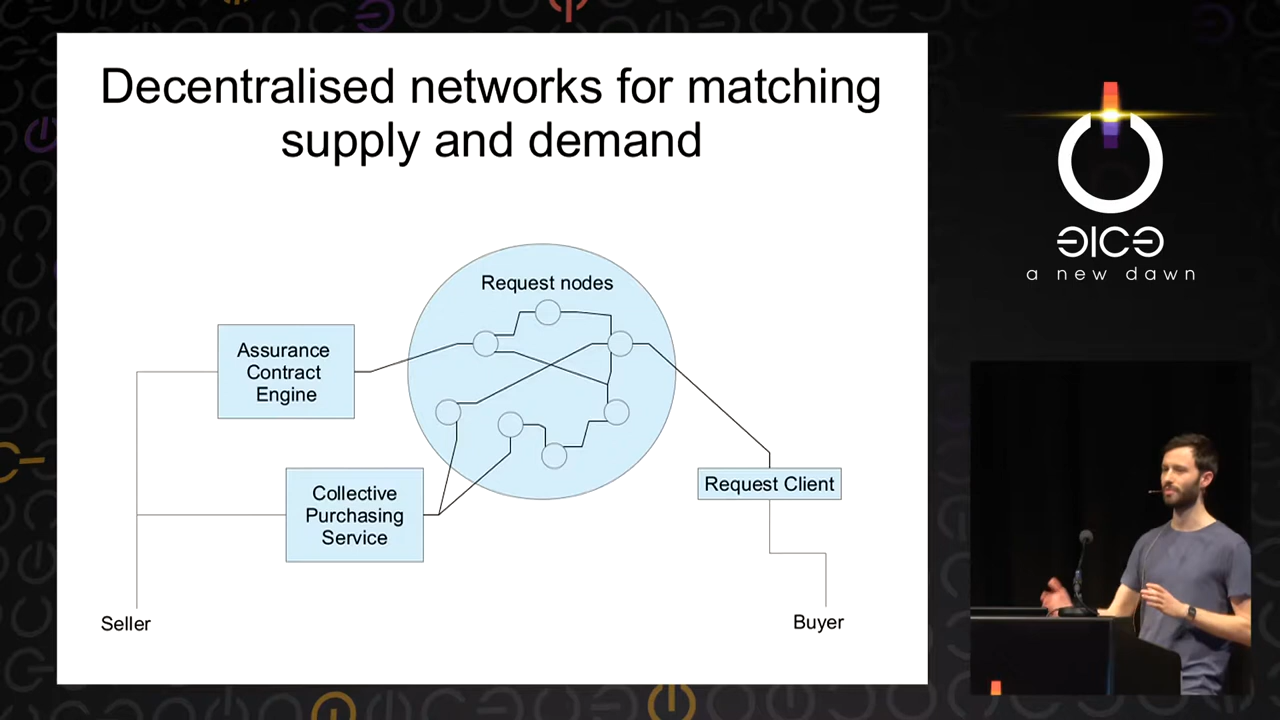 Decentralised networks for matching
supply and demand
Request nodes
Assurance
Contract
Engine
Collective
Purchasing
Service
Request Client
Seller
Buyer
a new dawn